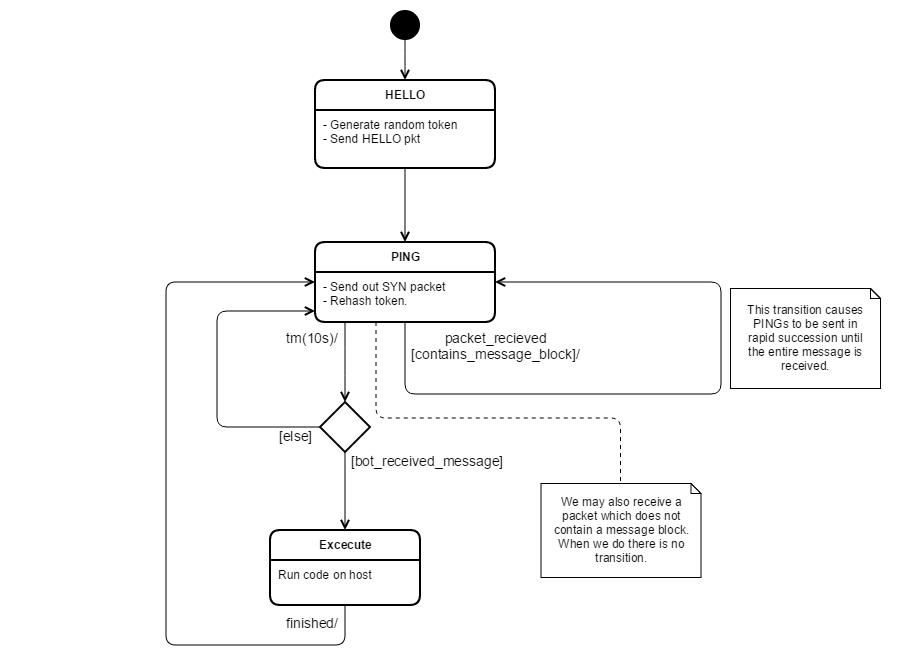 HELLO
- Generate random token
- Send HELLO pkt
PING
- Send out SYN packet
- Rehash token.
This transition causes
PINGs to be sent in
rapid succession until
the entire message is
received.
tm(10s)/
packet_recieved
[contains_message_block]/
[else]
[bot_received_message]
We may also receive a
packet which does not
contain a message block.
When we do there is no
transition.
Excecute
Run code on host
finished/